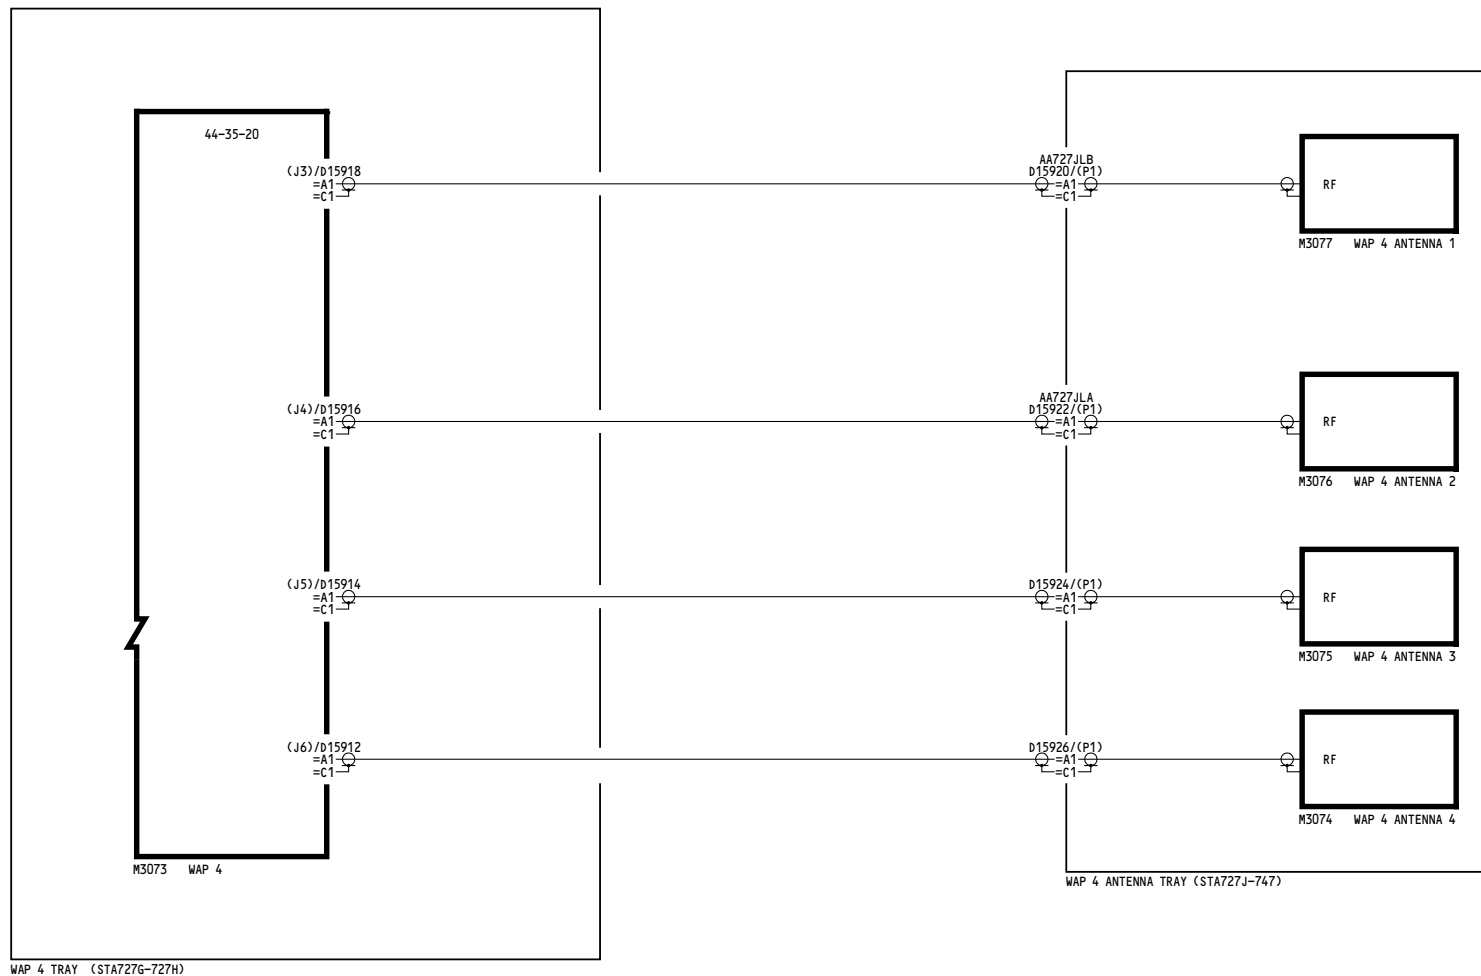 44-35-20
(J3)/D15918
=A1
=C1
AA727JLB
D15920/(P1)
=A1
=C1
RF
M3077 WAP 4 ANTENNA 1
(J4)/D15916
=A1
=C1
AA727JLA
D15922/(P1)
=A1
=C1
RF
M3076 WAP 4 ANTENNA 2
(J5)/D15914
=A1
=C1
D15924/(P1)
=A1
=C1
RF
M3075 WAP 4 ANTENNA 3
(J6)/D15912
=A1
=C1
D15926/(P1)
=A1
=C1
RF
M3074 WAP 4 ANTENNA 4
M3073 WAP 4
WAP 4 ANTENNA TRAY (STA727J-747)
WAP 4 TRAY (STA727G-727H)